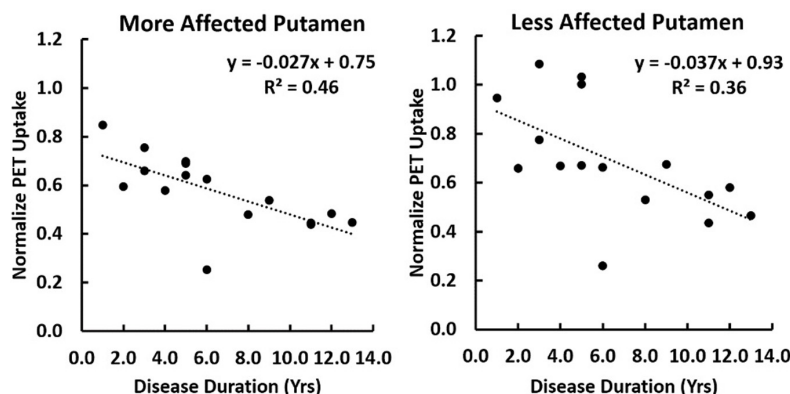 More Affected Putamen
y = -0.027x + 0.75
R² = 0.46
Normalize PET Uptake
1.2
1.0
0.8
0.6
0.4
0.2
0.0
0.0 2.0 4.0 6.0 8.0 10.0 12.0 14.0
Disease Duration (Yrs)
Less Affected Putamen
y = -0.037x + 0.93
R² = 0.36
Normalize PET Uptake
1.2
1.0
0.8
0.6
0.4
0.2
0.0
0.0 2.0 4.0 6.0 8.0 10.0 12.0 14.0
Disease Duration (Yrs)